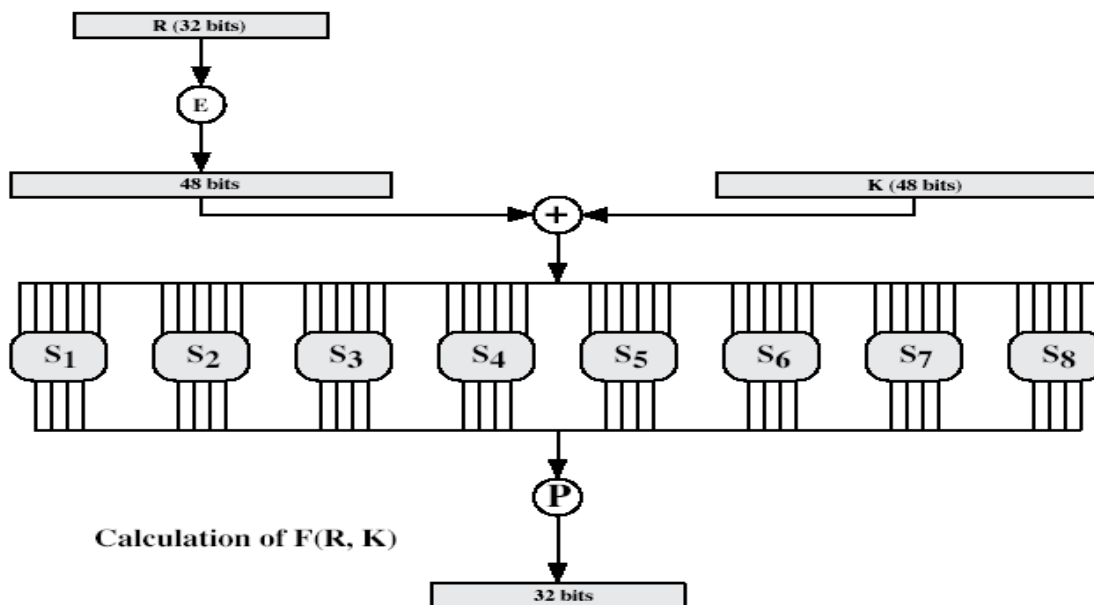 R (32 bits)
E
48 bits
K (48 bits)
+
S1 S2 S3 S4 S5 S6 S7 S8
P
Calculation of F(R, K)
32 bits